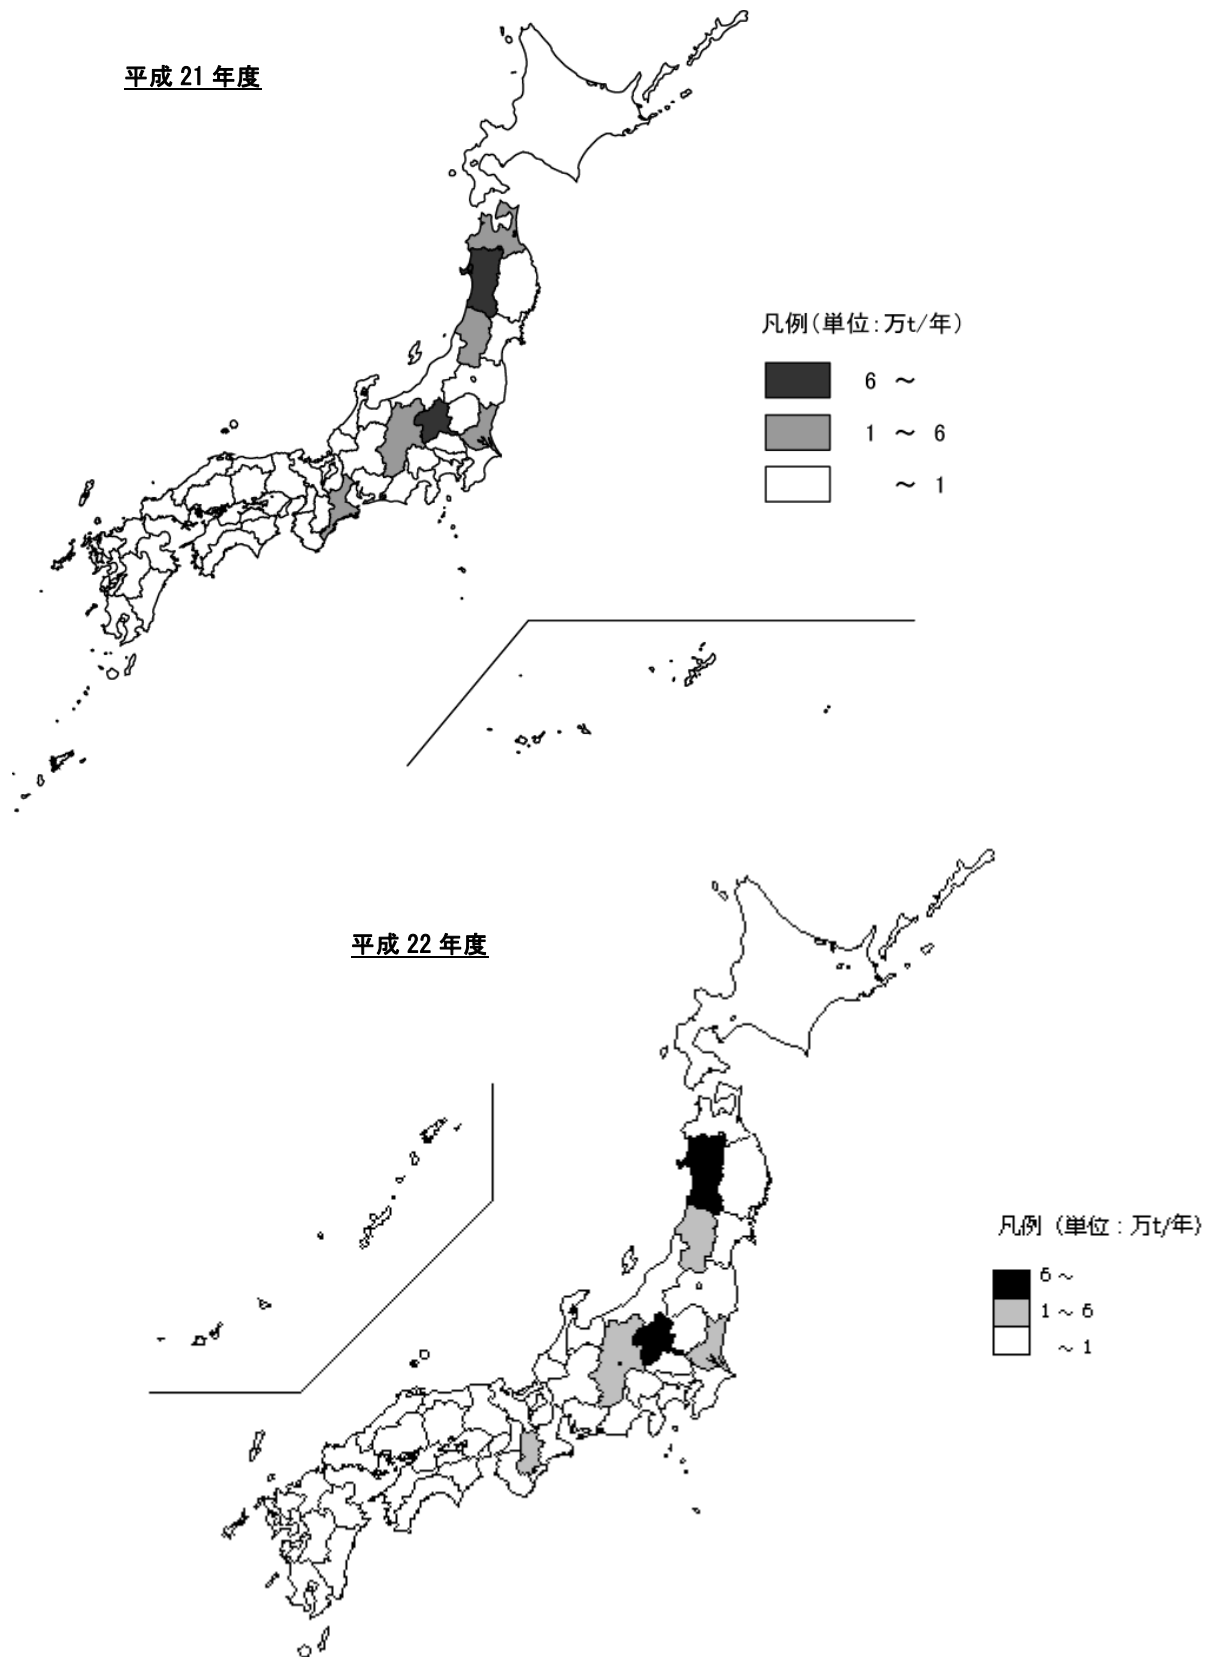 平成 21 年度
凡例（単位：万t/年）
6 ～
1 ～ 6
～ 1
平成 22 年度
凡例 （単位：万t/年）
6 ～
1 ～ 6
～ 1